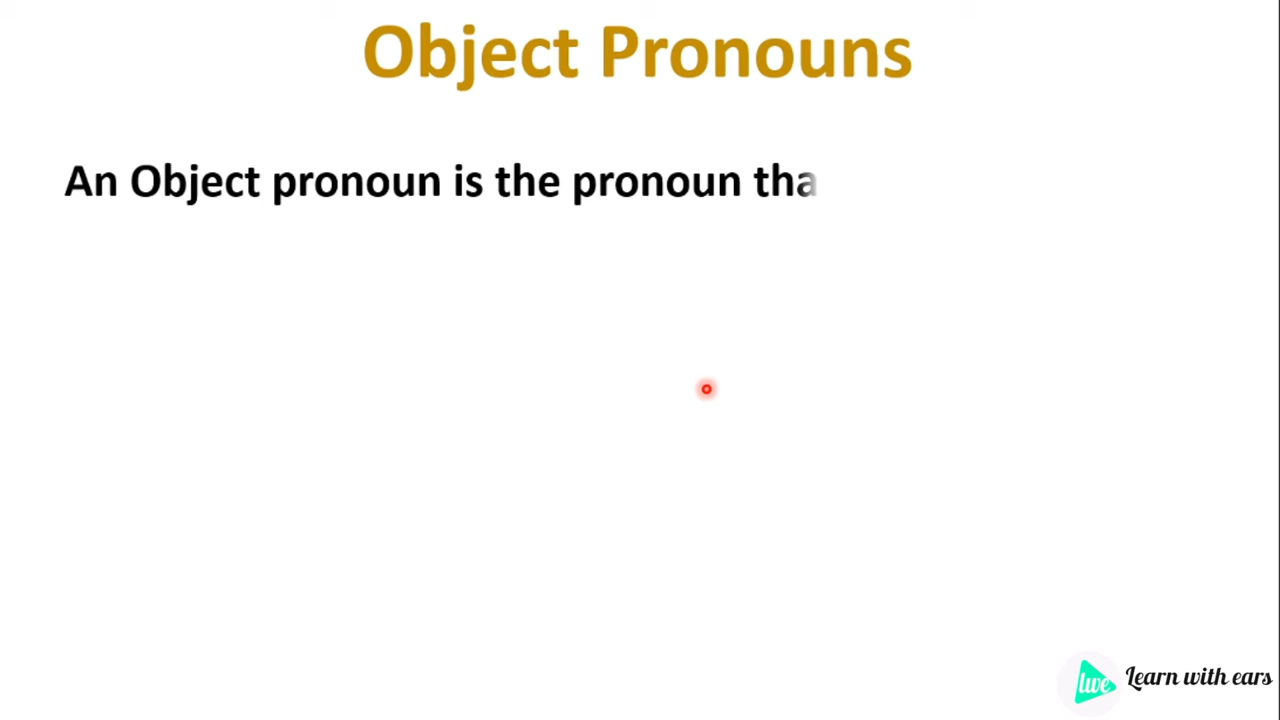 Object Pronouns
An Object pronoun is the pronoun tha
lwe
Learn with ears